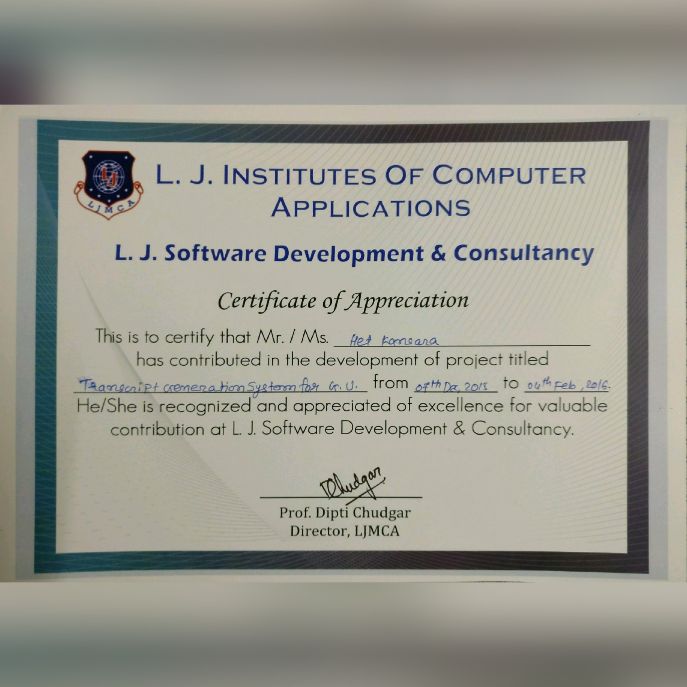 LJ
LJMCA
L. J. INSTITUTES OF COMPUTER
APPLICATIONS
L. J. Software Development & Consultancy
Certificate of Appreciation
This is to certify that Mr. / Ms. Het Kansara
has contributed in the development of project titled
Transcript Generation System for G.U. from Dec, 2015 to 04th Feb, 2016.
He/She is recognized and appreciated of excellence for valuable
contribution at L. J. Software Development & Consultancy.
DChudgar
Prof. Dipti Chudgar
Director, LJMCA